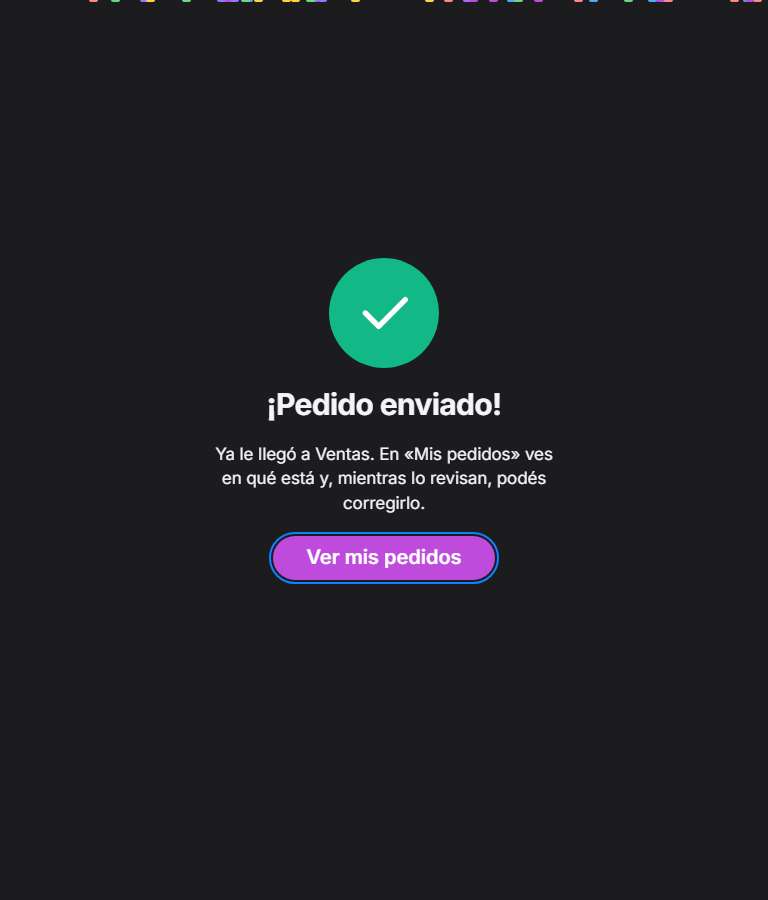 ¡Pedido enviado!
Ya le llegó a Ventas. En «Mis pedidos» ves
en qué está y, mientras lo revisan, podés
corregirlo.
Ver mis pedidos